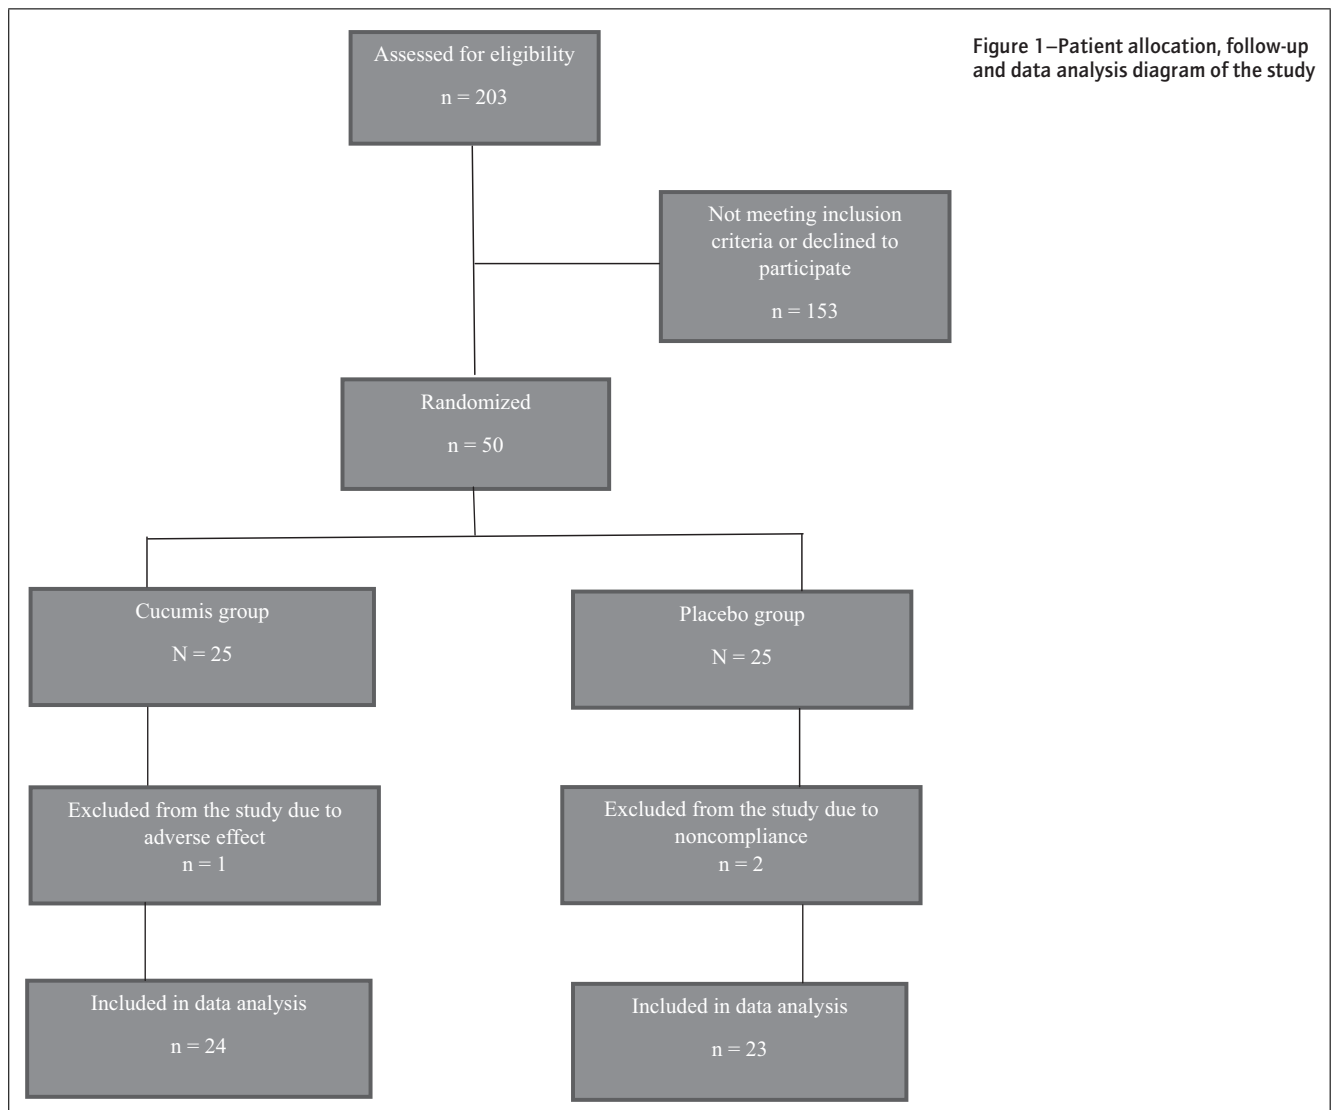 Figure 1–Patient allocation, follow-up
and data analysis diagram of the study
Assessed for eligibility
n = 203
Not meeting inclusion
criteria or declined to
participate
n = 153
Randomized
n = 50
Cucumis group
N = 25
Placebo group
N = 25
Excluded from the study due to
adverse effect
n = 1
Excluded from the study due to
noncompliance
n = 2
Included in data analysis
n = 24
Included in data analysis
n = 23